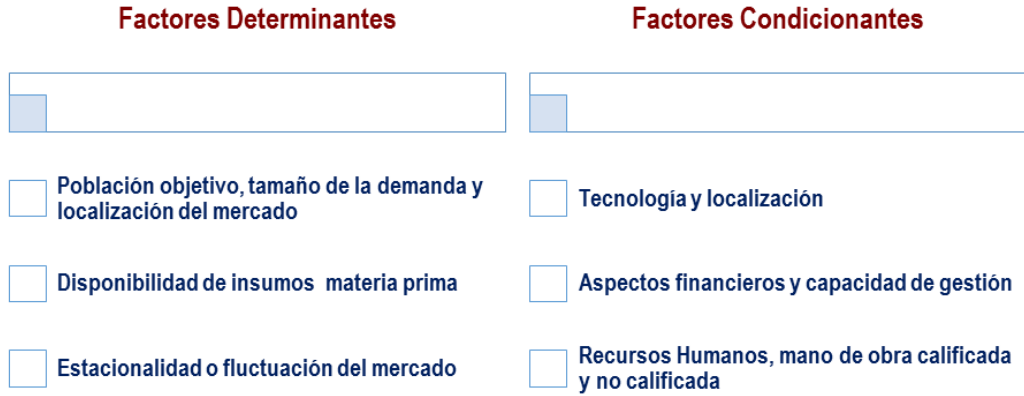 Factores Determinantes
Factores Condicionantes
Población objetivo, tamaño de la demanda y
localización del mercado
Tecnología y localización
Disponibilidad de insumos  materia prima
Aspectos financieros y capacidad de gestión
Estacionalidad o fluctuación del mercado
Recursos Humanos, mano de obra calificada
y no calificada